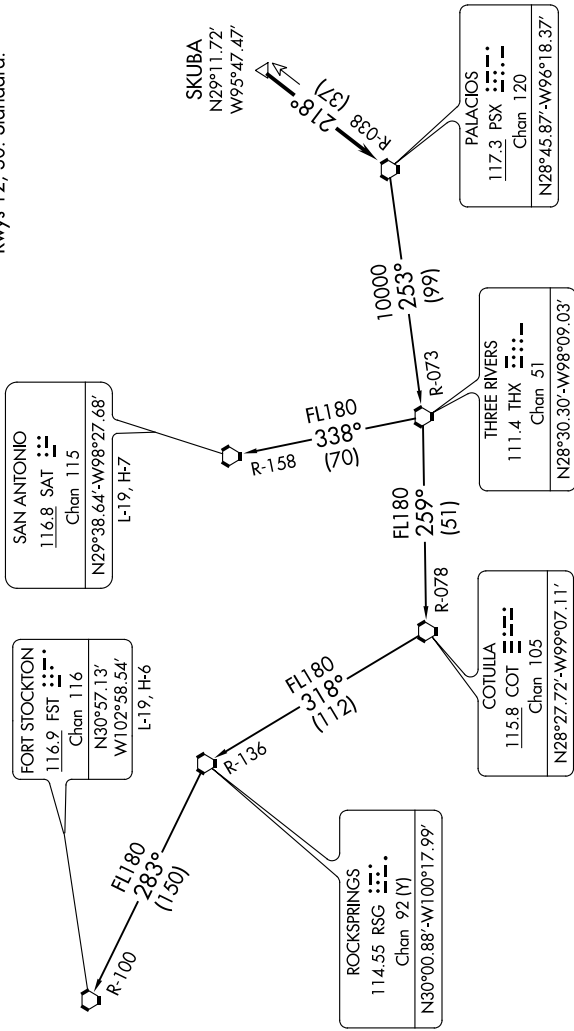 Rwys 12, 30: Standard.
SKUBA
N29°11.72'
W95°47.47'
218°
R-038
(37)
PALACIOS
117.3 PSX
Chan 120
N28°45.87'-W96°18.37'
10000
253°
(99)
R-073
THREE RIVERS
111.4 THX
Chan 51
N28°30.30'-W98°09.03'
FL180
338°
(70)
R-158
SAN ANTONIO
116.8 SAT
Chan 115
N29°38.64'-W98°27.68'
L-19, H-7
FL180
259°
(51)
R-078
COTULLA
115.8 COT
Chan 105
N28°27.72'-W99°07.11'
FL180
318°
(112)
R-136
ROCKSPRINGS
114.55 RSG
Chan 92 (Y)
N30°00.88'-W100°17.99'
FL180
283°
(150)
R-100
FORT STOCKTON
116.9 FST
Chan 116
N30°57.13'
W102°58.54'
L-19, H-6